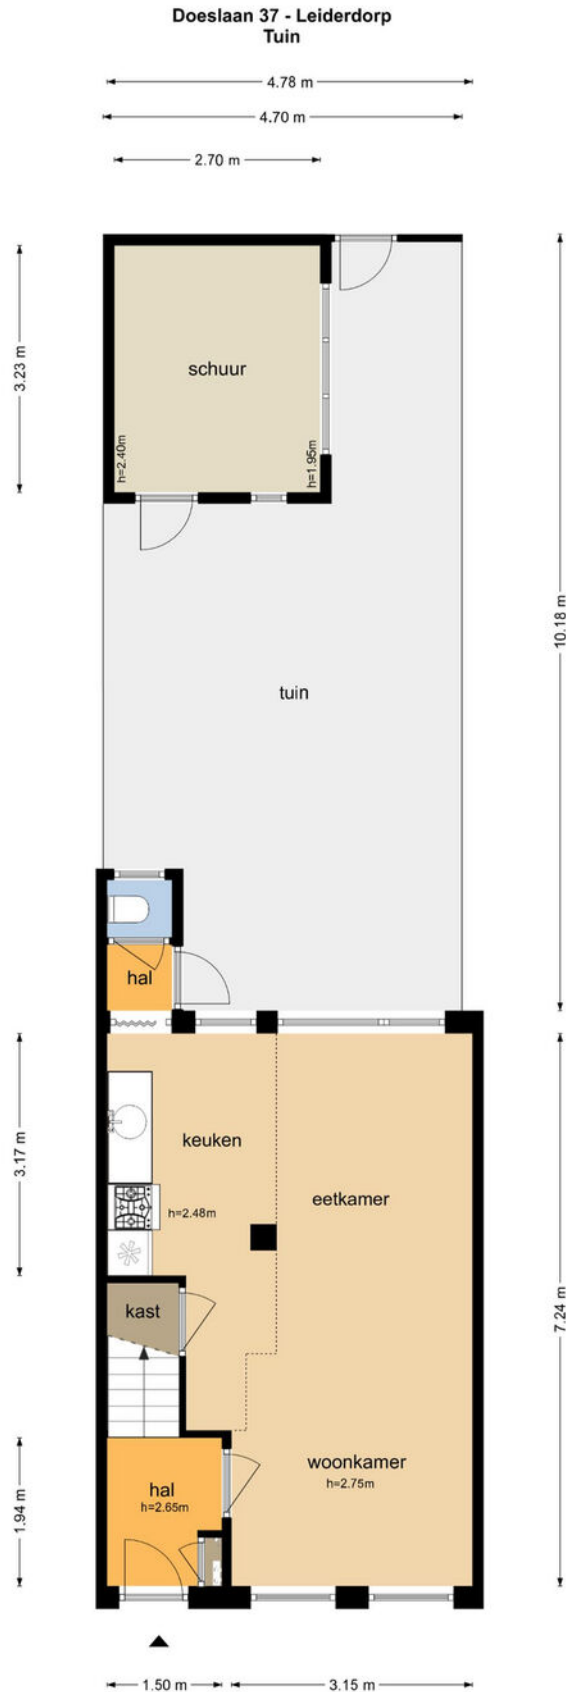 Doeslaan 37 - Leiderdorp
Tuin
4.78 m
4.70 m
2.70 m
3.23 m
schuur
h=2.40m
h=1.95m
10.18 m
tuin
hal
3.17 m
keuken
eetkamer
h=2.48m
kast
7.24 m
woonkamer
h=2.75m
hal
h=2.65m
1.94 m
1.50 m
3.15 m